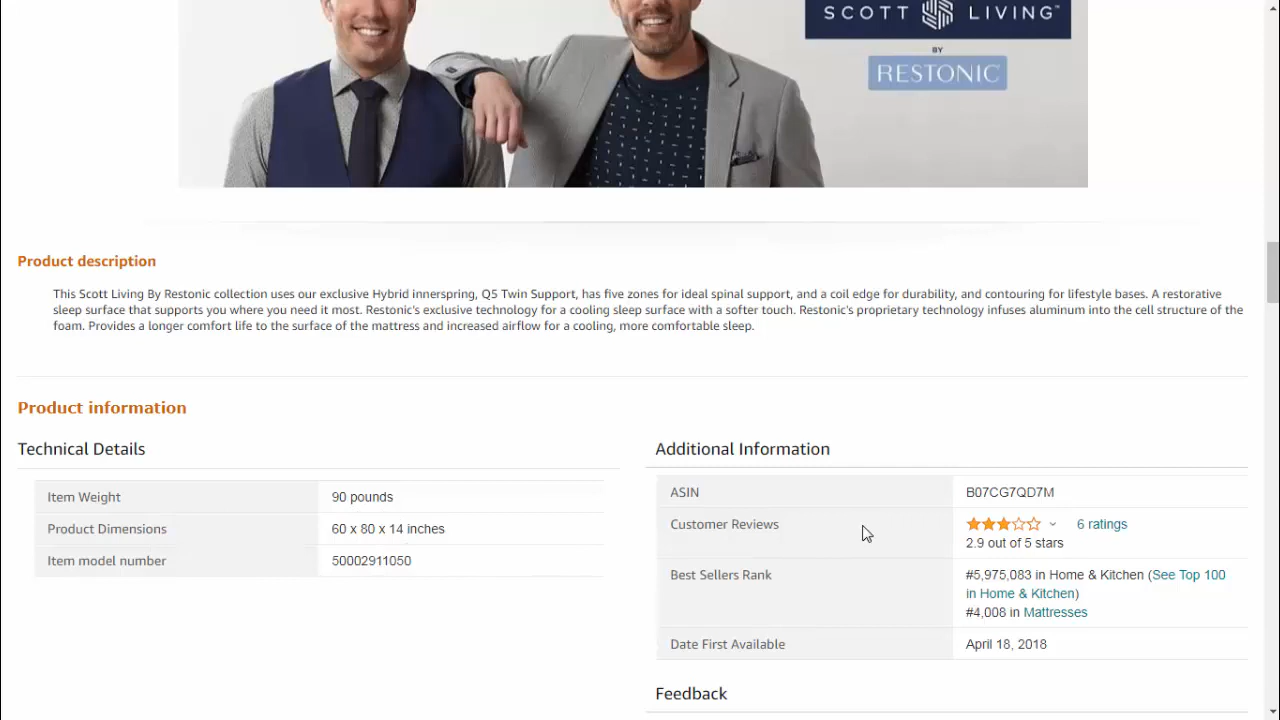 SCOTT LIVING™
BY
RESTONIC
Product description
This Scott Living By Restonic collection uses our exclusive Hybrid innerspring, Q5 Twin Support, has five zones for ideal spinal support, and a coil edge for durability, and contouring for lifestyle bases. A restorative
sleep surface that supports you where you need it most. Restonic's exclusive technology for a cooling sleep surface with a softer touch. Restonic's proprietary technology infuses aluminum into the cell structure of the
foam. Provides a longer comfort life to the surface of the mattress and increased airflow for a cooling, more comfortable sleep.
Product information
Technical Details
Item Weight 90 pounds
Product Dimensions 60 x 80 x 14 inches
Item model number 50002911050
Additional Information
ASIN B07CG7QD7M
Customer Reviews 6 ratings
2.9 out of 5 stars
Best Sellers Rank #5,975,083 in Home & Kitchen (See Top 100
in Home & Kitchen)
#4,008 in Mattresses
Date First Available April 18, 2018
Feedback